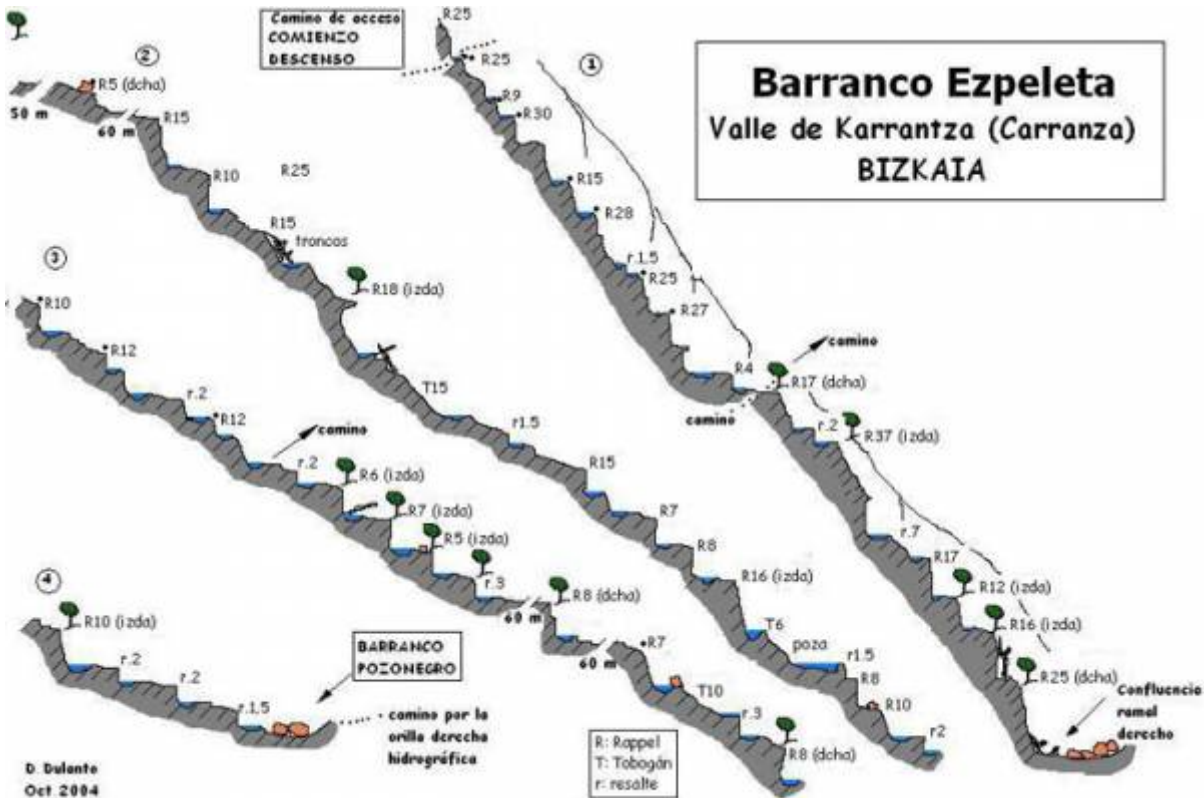 Barranco Ezpeleta
Valle de Karrantza (Carranza)
BIZKAIA
Camino de acceso
COMIENZO
DESCENSO
1
R25
R25
R9
R30
R15
R28
r.1.5
R25
R27
R4
camino
camino
R17 (dcha)
r.2
R37 (izda)
r.7
R17
R12 (izda)
R16 (izda)
R25 (dcha)
Confluencia
ramal
derecho
2
50 m
R5 (dcha)
60 m
R15
R10
R25
R15
troncos
R18 (izda)
T15
r1.5
R15
R7
R8
R16 (izda)
T6
poza
r1.5
R8
R10
r2
3
R10
R12
r.2
R12
camino
r.2
R6 (izda)
R7 (izda)
R5 (izda)
r.3
60 m
R8 (dcha)
60 m
R7
T10
r.3
R8 (dcha)
4
R10 (izda)
r.2
r.2
r.1,5
BARRANCO
POZONEGRO
camino por la
orilla derecha
hidrográfica
R: Rappel
T: Tobogán
r: resalte
D. Dulanto
Oct 2004